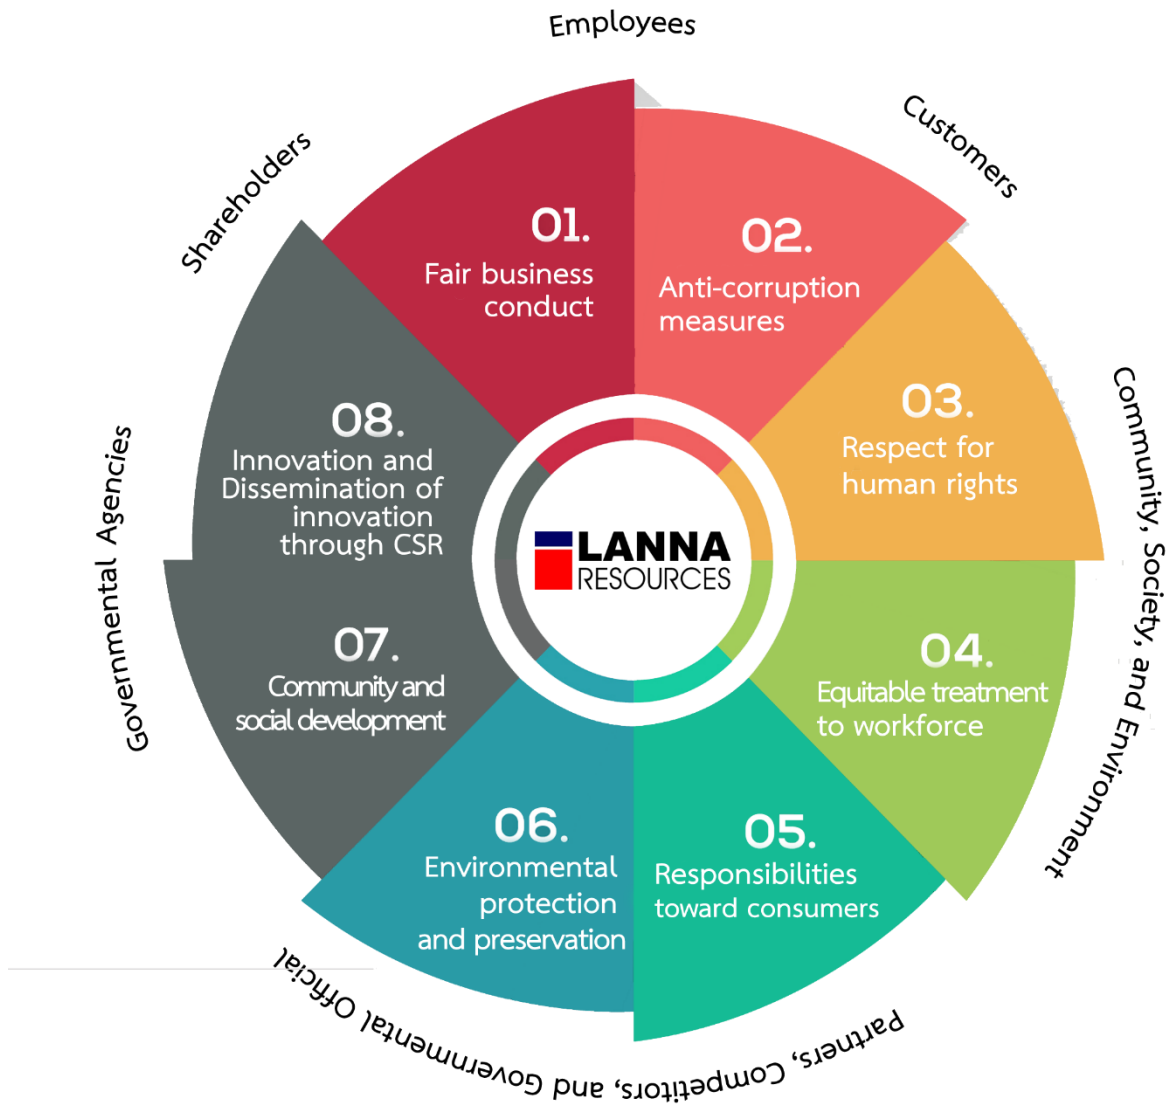 Employees
Customers
Shareholders
01.
Fair business
conduct
02.
Anti-corruption
measures
03.
Respect for
human rights
Community, Society, and Environment
08.
Innovation and
Dissemination of
innovation
through CSR
Governmental Agencies
LANNA
RESOURCES
04.
Equitable treatment
to workforce
07.
Community and
social development
06.
Environmental
protection
and preservation
05.
Responsibilities
toward consumers
Partners, Competitors, and Governmental Official